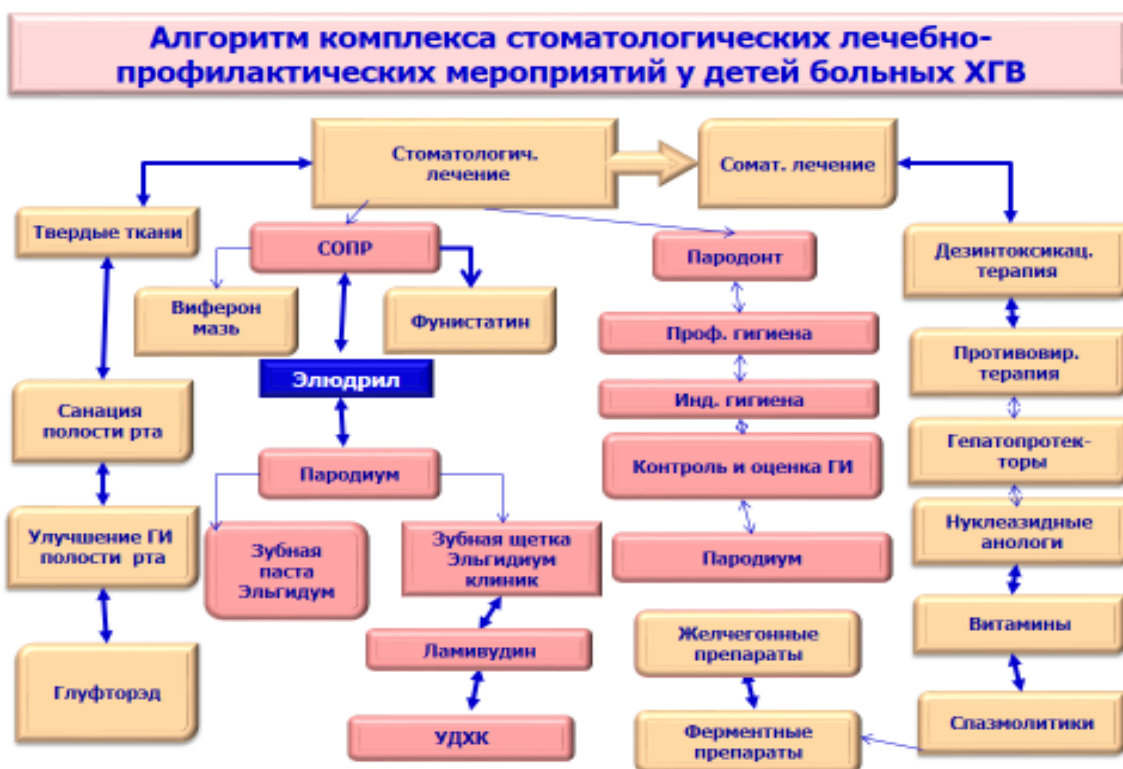 Алгоритм комплекса стоматологических лечебно-
профилактических мероприятий у детей больных ХГВ
Стоматологич.
лечение
Сомат. лечение
Твердые ткани
СОПР
Пародонт
Дезинтоксикац.
терапия
Виферон
мазь
Фунистатин
Проф. гигиена
Противовир.
терапия
Элюдрил
Инд. гигиена
Санация
полости рта
Гепатопротек-
торы
Контроль и оценка ГИ
Пародиум
Улучшение ГИ
полости рта
Зубная
паста
Эльгидум
Зубная щетка
Эльгидиум
клиник
Пародиум
Нуклеазидные
анологи
Желчегонные
препараты
Витамины
Ламивудин
Глуфторэд
УДХК
Ферментные
препараты
Спазмолитики